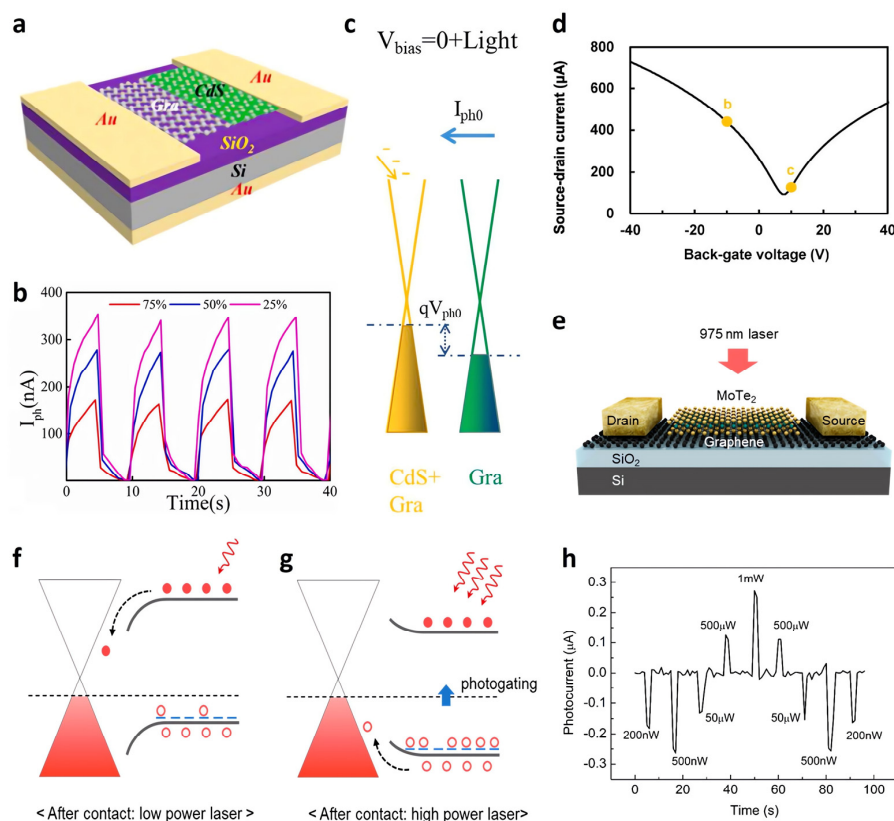 a
Au
CdS
Gra
Au
SiO2
Si
Au
b
400
300
200
100
Iph(nA)
75% 50% 25%
0 10 20 30 40
Time(s)
c
Vbias=0+Light
Iph0
qVph0
CdS+
Gra
Gra
d
800
600
400
200
0
Source-drain current (µA)
b
c
-40 -20 0 20 40
Back-gate voltage (V)
e
975 nm laser
MoTe2
Drain
Source
Graphene
SiO2
Si
f
< After contact: low power laser >
g
photogating
< After contact: high power laser>
h
0.3
0.2
0.1
0.0
-0.1
-0.2
-0.3
Photocurrent (µA)
1mW
500µW
500µW
50µW
50µW
200nW
200nW
500nW
500nW
0 20 40 60 80 100
Time (s)